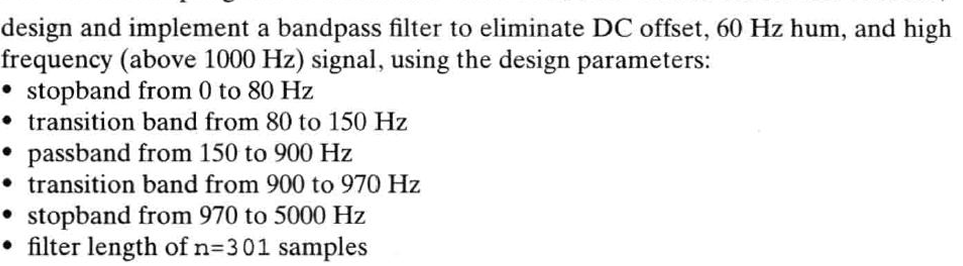 design and implement a bandpass filter to eliminate DC offset, 60 Hz hum, and high
frequency (above 1000 Hz) signal, using the design parameters:
• stopband from 0 to 80 Hz
• transition band from 80 to 150 Hz
• passband from 150 to 900 Hz
• transition band from 900 to 970 Hz
• stopband from 970 to 5000 Hz
• filter length of n=301 samples